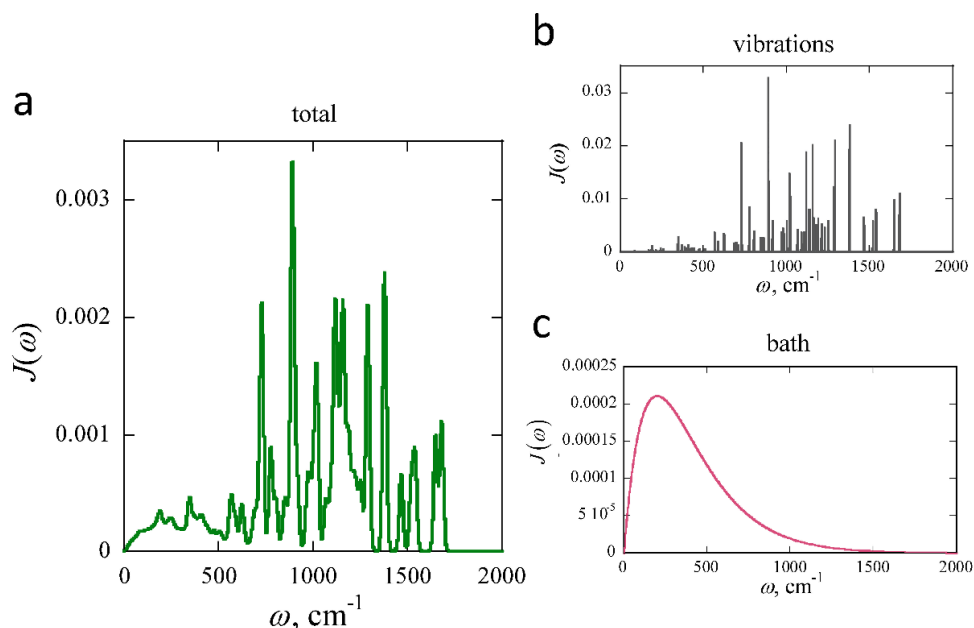 a
total
0.003
0.002
0.001
0
J(ω)
0 500 1000 1500 2000
ω, cm⁻¹
b
vibrations
0.03
0.02
0.01
0
J(ω)
0 500 1000 1500 2000
ω, cm⁻¹
c
bath
0.00025
0.0002
0.00015
0.0001
5 10⁻⁵
0
J(ω)
0 500 1000 1500 2000
ω, cm⁻¹